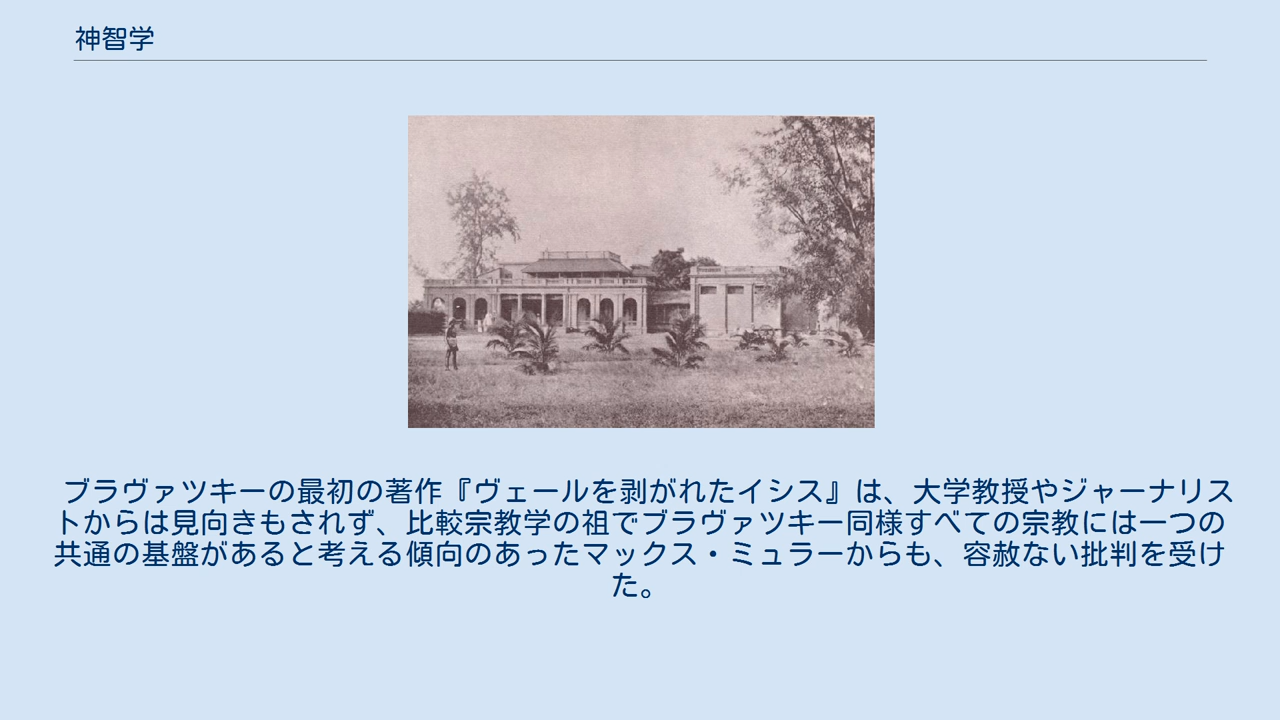 神智学
ブラヴァツキーの最初の著作『ヴェールを剥がれたイシス』は、大学教授やジャーナリス
トからは見向きもされず、比較宗教学の祖でブラヴァツキー同様すべての宗教には一つの
共通の基盤があると考える傾向のあったマックス・ミュラーからも、容赦ない批判を受け
た。